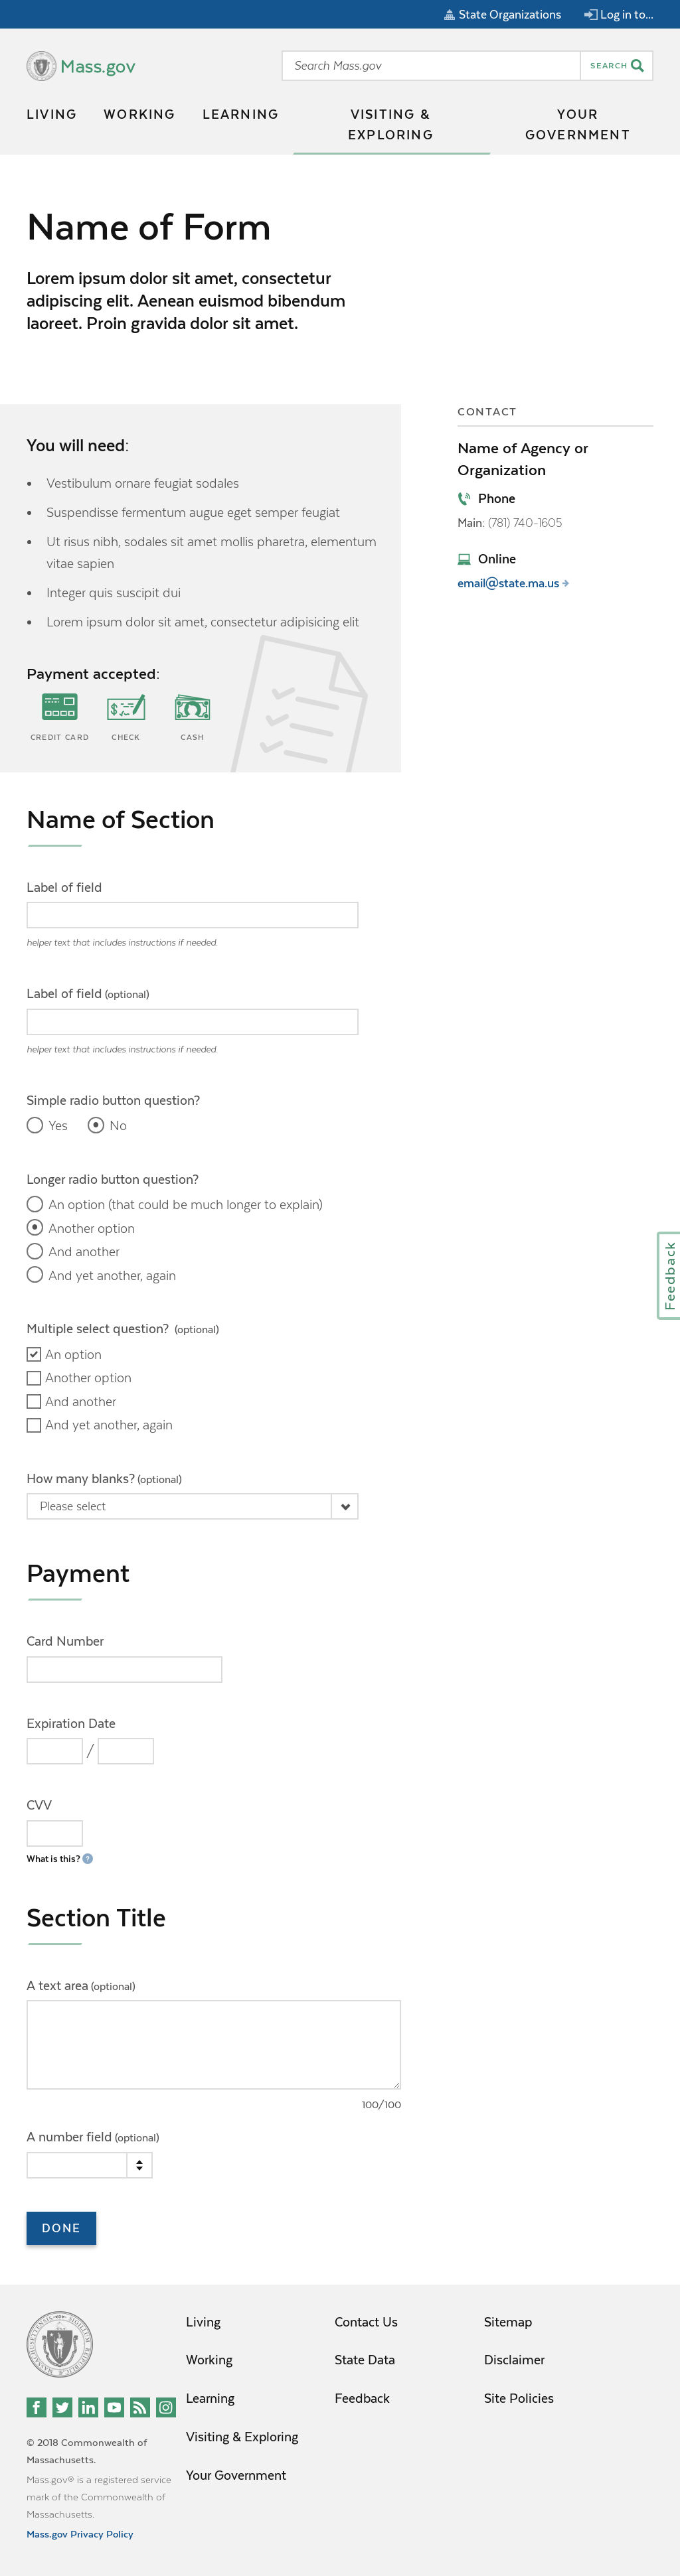 State Organizations
Log in to...
Mass.gov
Search Mass.gov
SEARCH
LIVING
WORKING
LEARNING
VISITING &
EXPLORING
YOUR
GOVERNMENT
Name of Form
Lorem ipsum dolor sit amet, consectetur
adipiscing elit. Aenean euismod bibendum
laoreet. Proin gravida dolor sit amet.
You will need:
• Vestibulum ornare feugiat sodales
• Suspendisse fermentum augue eget semper feugiat
• Ut risus nibh, sodales sit amet mollis pharetra, elementum
vitae sapien
• Integer quis suscipit dui
• Lorem ipsum dolor sit amet, consectetur adipisicing elit
Payment accepted:
CREDIT CARD
CHECK
CASH
CONTACT
Name of Agency or
Organization
Phone
Main: (781) 740-1605
Online
email@state.ma.us
Name of Section
Label of field
helper text that includes instructions if needed.
Label of field (optional)
helper text that includes instructions if needed.
Simple radio button question?
Yes
No
Longer radio button question?
An option (that could be much longer to explain)
Another option
And another
And yet another, again
Feedback
Multiple select question? (optional)
An option
Another option
And another
And yet another, again
How many blanks? (optional)
Please select
Payment
Card Number
Expiration Date
/
CVV
What is this? ?
Section Title
A text area (optional)
100/100
A number field (optional)
DONE
Living
Working
Learning
Visiting & Exploring
Your Government
Contact Us
State Data
Feedback
Sitemap
Disclaimer
Site Policies
© 2018 Commonwealth of
Massachusetts.
Mass.gov® is a registered service
mark of the Commonwealth of
Massachusetts.
Mass.gov Privacy Policy